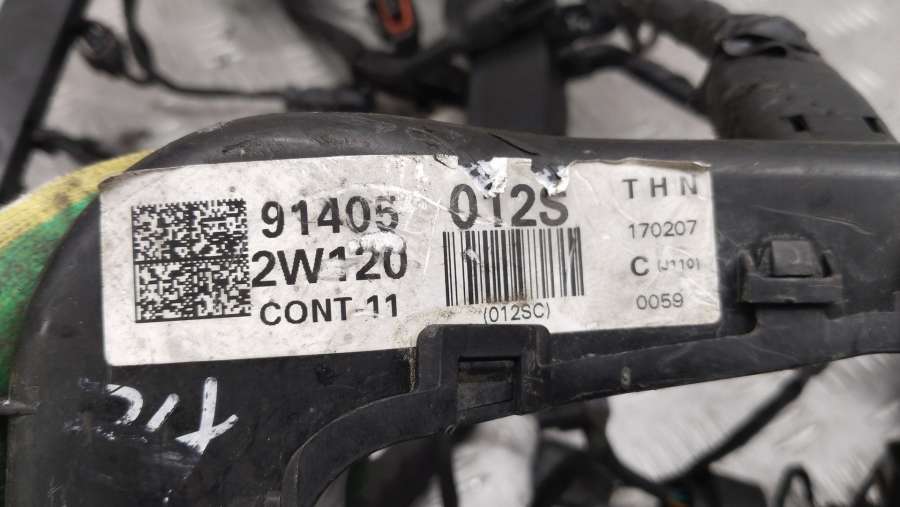 91405
2W120
CONT-11
012S
(012SC)
THN
170207
C (J110)
0059